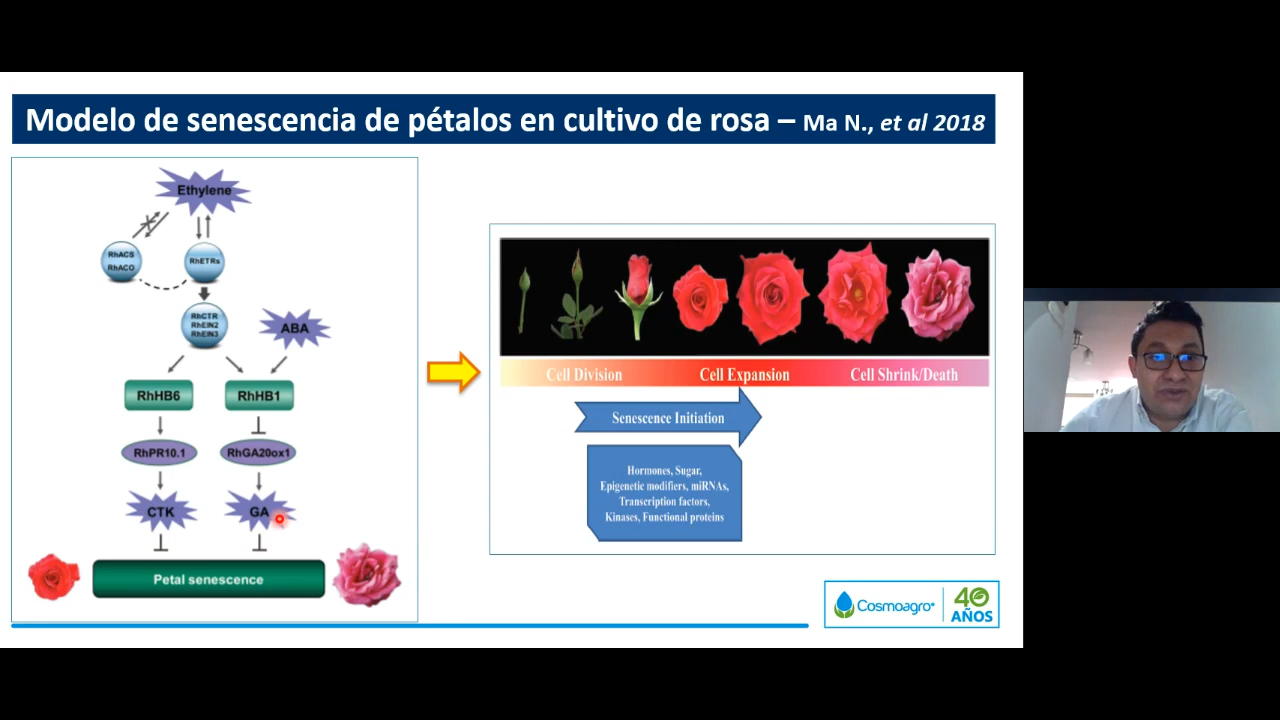 Modelo de senescencia de pétalos en cultivo de rosa – Ma N., et al 2018
Ethylene
RhACS
RhACO
RhETRs
RhCTR
RhEIN2
RhEIN3
ABA
RhHB6
RhHB1
RhPR10.1
RhGA20ox1
CTK
GA
Petal senescence
Cell Division
Cell Expansion
Cell Shrink/Death
Senescence Initiation
Hormones, Sugar,
Epigenetic modifiers, miRNAs,
Transcription factors,
Kinases, Functional proteins
Cosmoagro
40
AÑOS